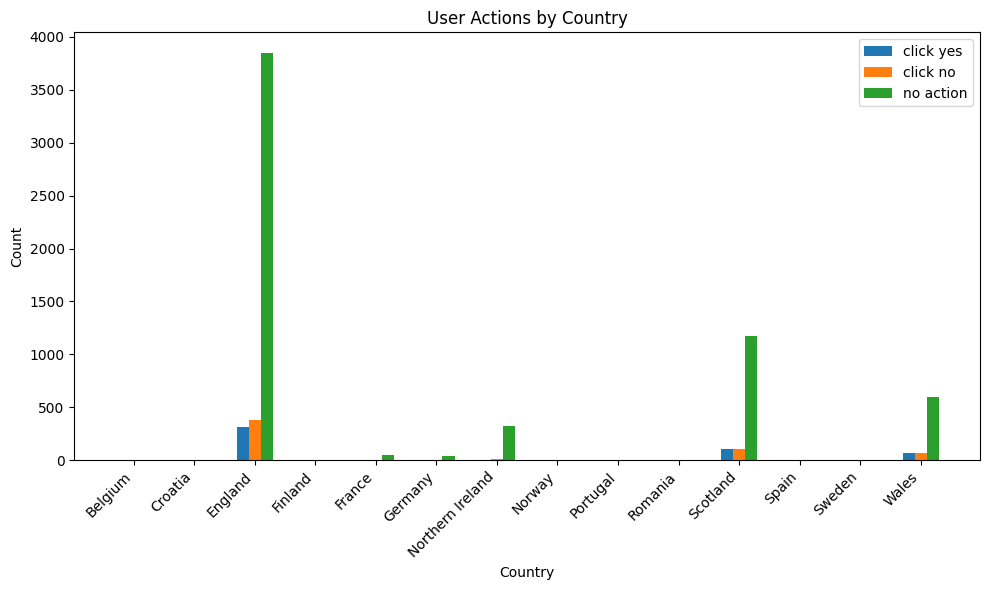 User Actions by Country
click yes
click no
no action
4000
3500
3000
2500
2000
1500
1000
500
0
Count
Belgium
Croatia
England
Finland
France
Germany
Northern Ireland
Norway
Portugal
Romania
Scotland
Spain
Sweden
Wales
Country